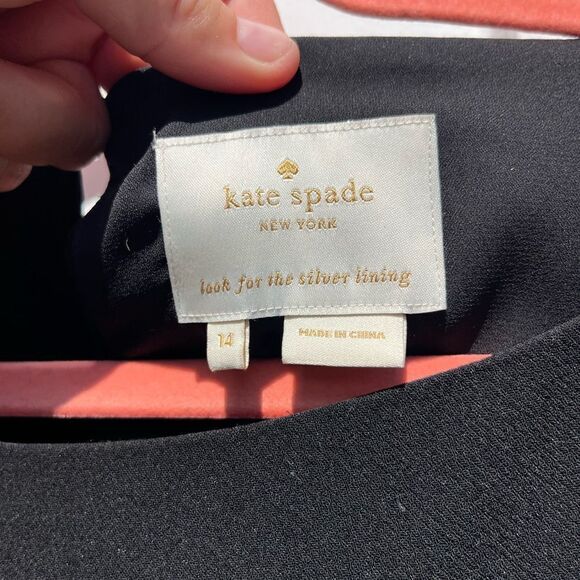 kate spade
NEW YORK
look for the silver lining
14
MADE IN CHINA